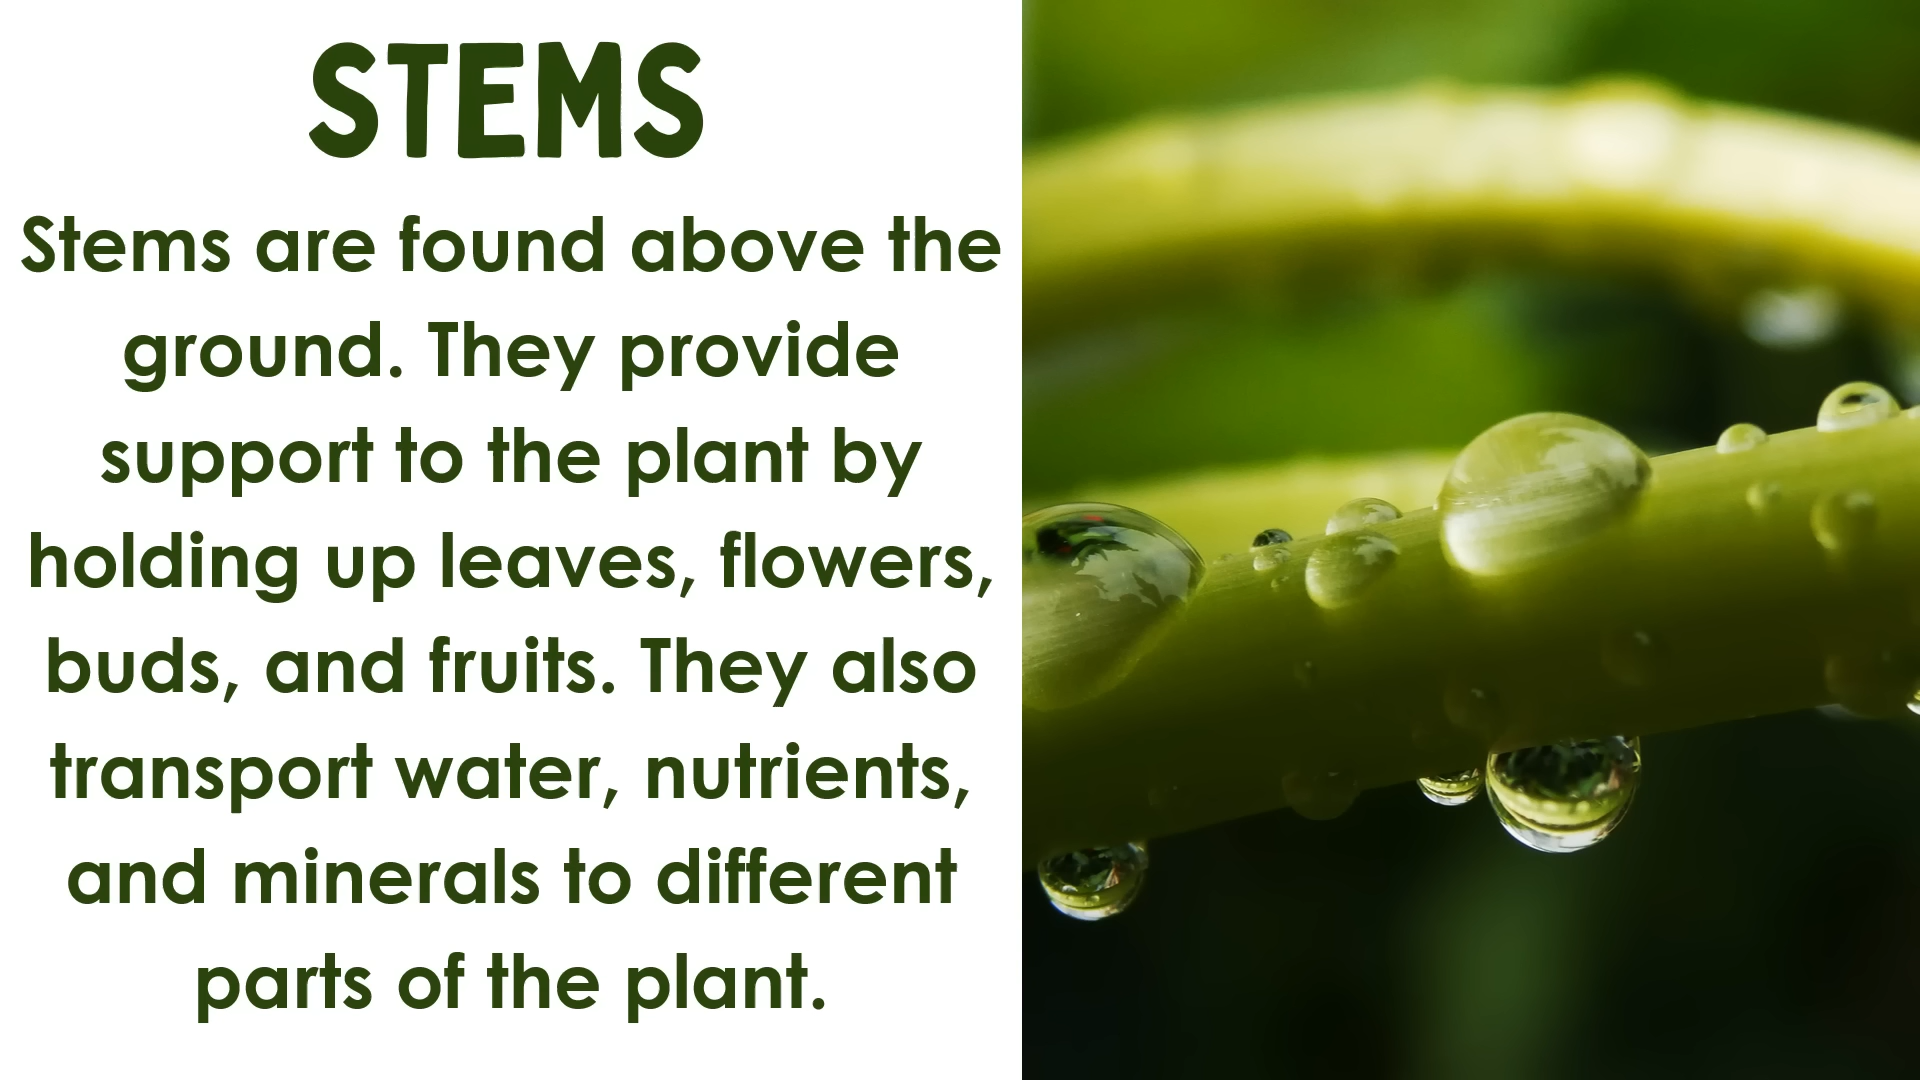 STEMS
Stems are found above the
ground. They provide
support to the plant by
holding up leaves, flowers,
buds, and fruits. They also
transport water, nutrients,
and minerals to different
parts of the plant.